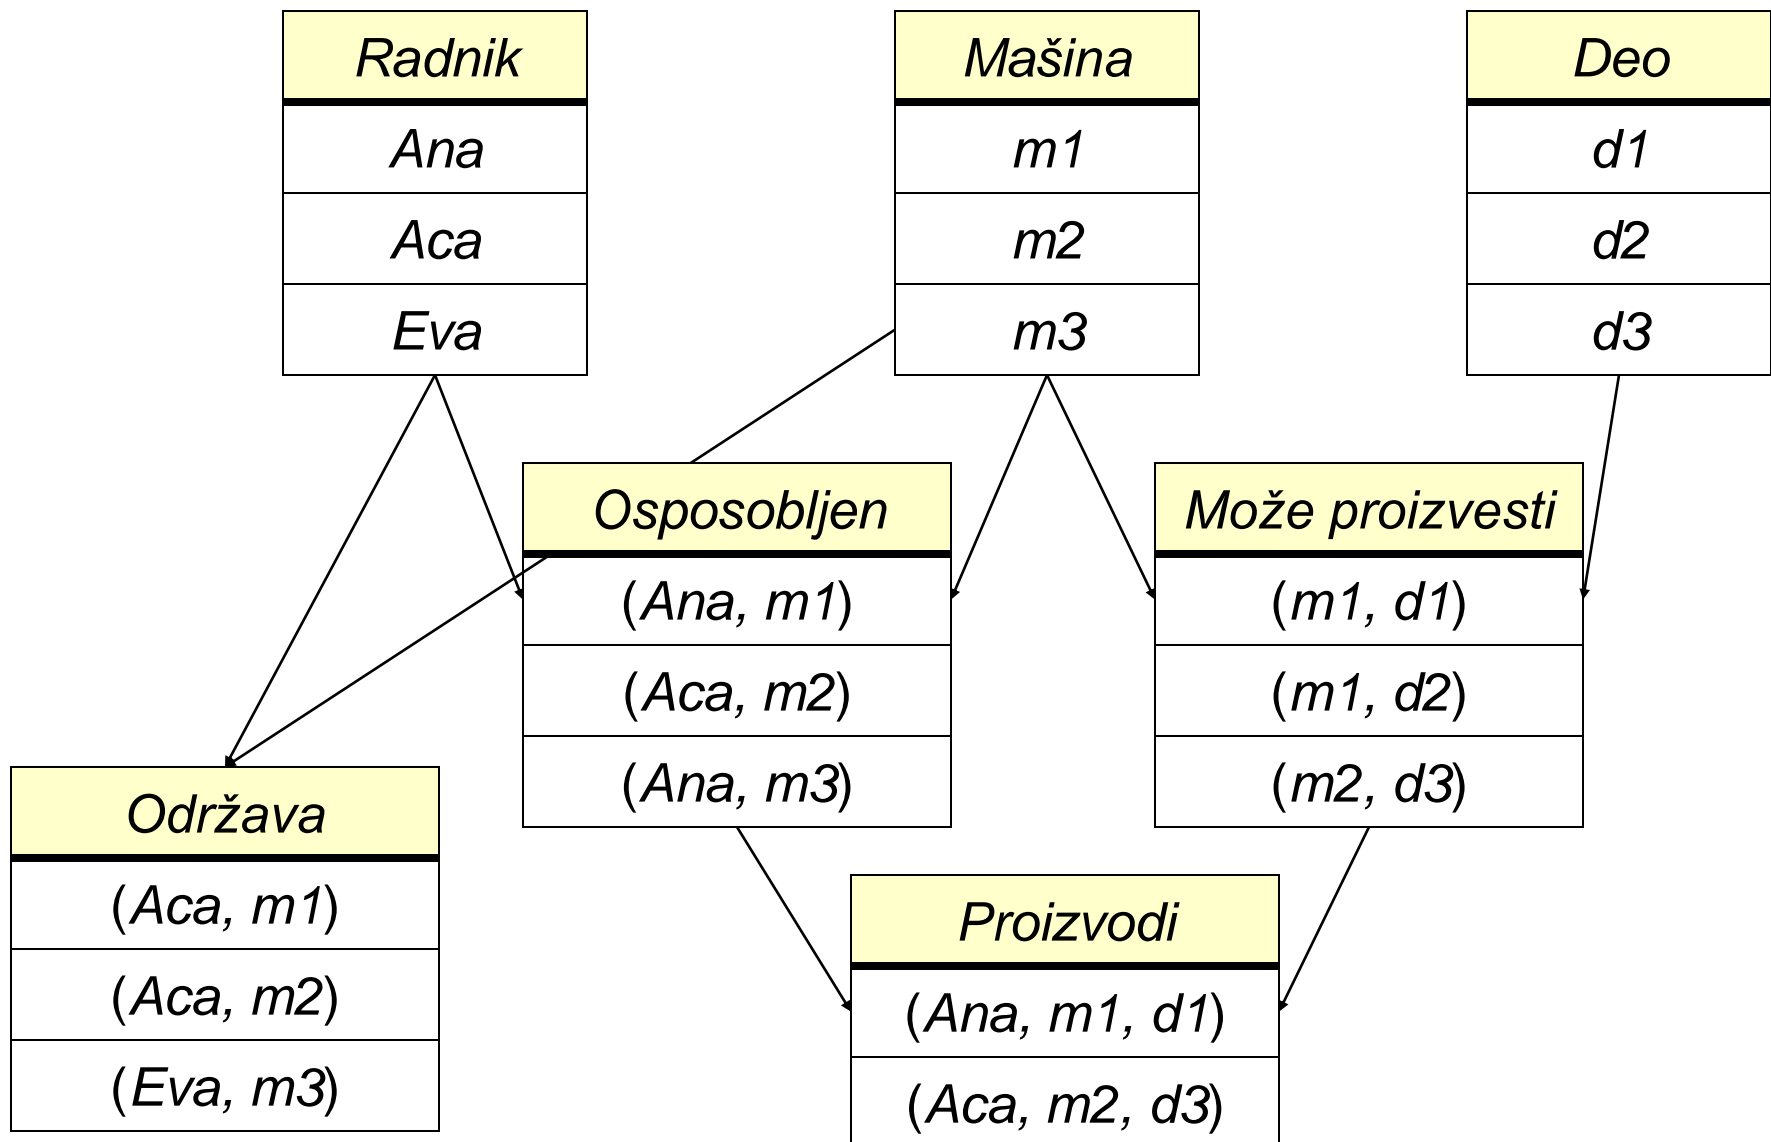 Radnik
Mašina
Deo
Ana
m1
d1
Aca
m2
d2
Eva
m3
d3
Osposobljen
Može proizvesti
(Ana, m1)
(m1, d1)
(Aca, m2)
(m1, d2)
(Ana, m3)
(m2, d3)
Održava
(Aca, m1)
(Aca, m2)
(Eva, m3)
Proizvodi
(Ana, m1, d1)
(Aca, m2, d3)